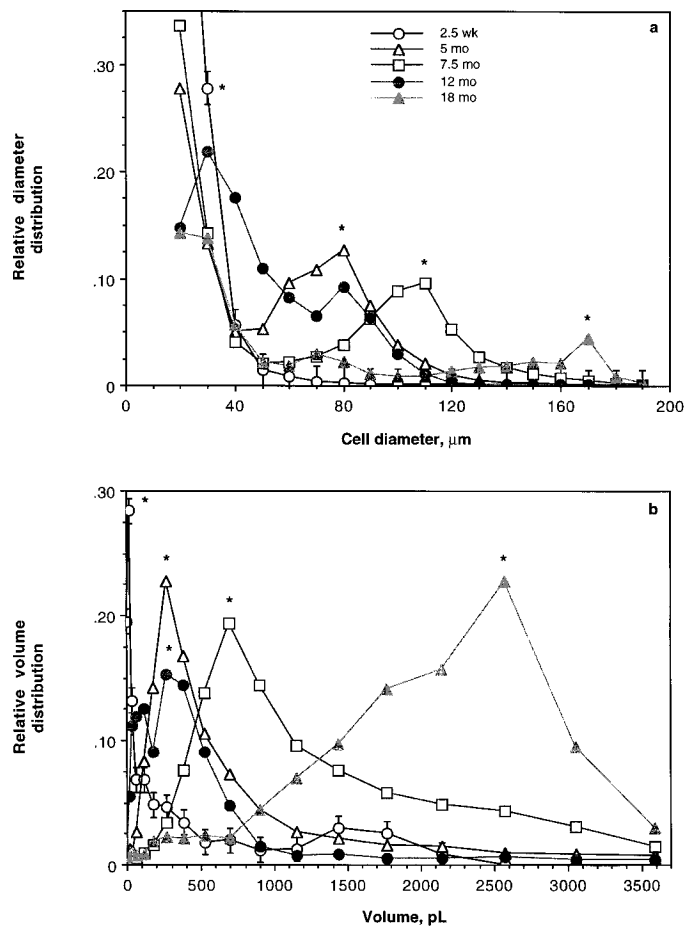 a
2.5 wk
5 mo
7.5 mo
12 mo
18 mo
.30
.20
.10
0
Relative diameter
distribution
*
*
*
*
0
40
80
120
160
200
Cell diameter, μm
b
.30
.20
.10
0
Relative volume
distribution
*
*
*
*
*
0
500
1000
1500
2000
2500
3000
3500
Volume, pL